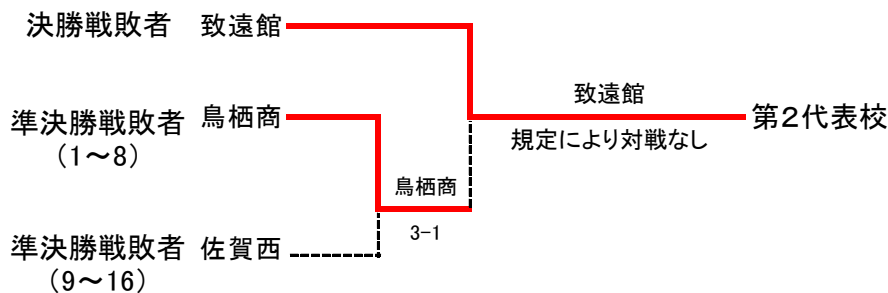 決勝戦敗者 致遠館
致遠館
準決勝戦敗者 鳥栖商
(1～8)
第2代表校
規定により対戦なし
鳥栖商
3-1
準決勝戦敗者 佐賀西
(9～16)